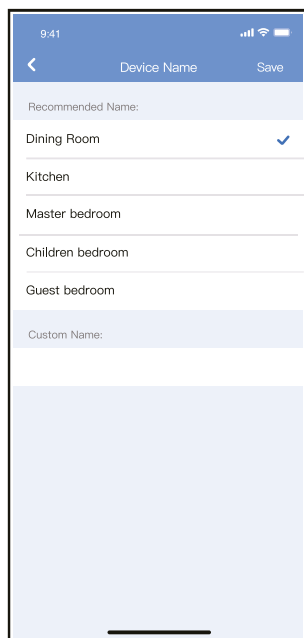 9:41
Device Name Save
Recommended Name:
Dining Room
Kitchen
Master bedroom
Children bedroom
Guest bedroom
Custom Name: